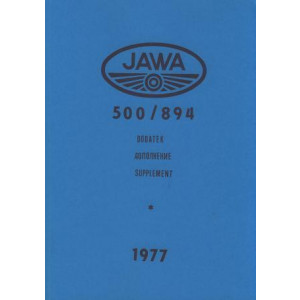 JAWA
500/894
DODATEK
ДОПОЛНЕНИЕ
SUPPLEMENT
1977